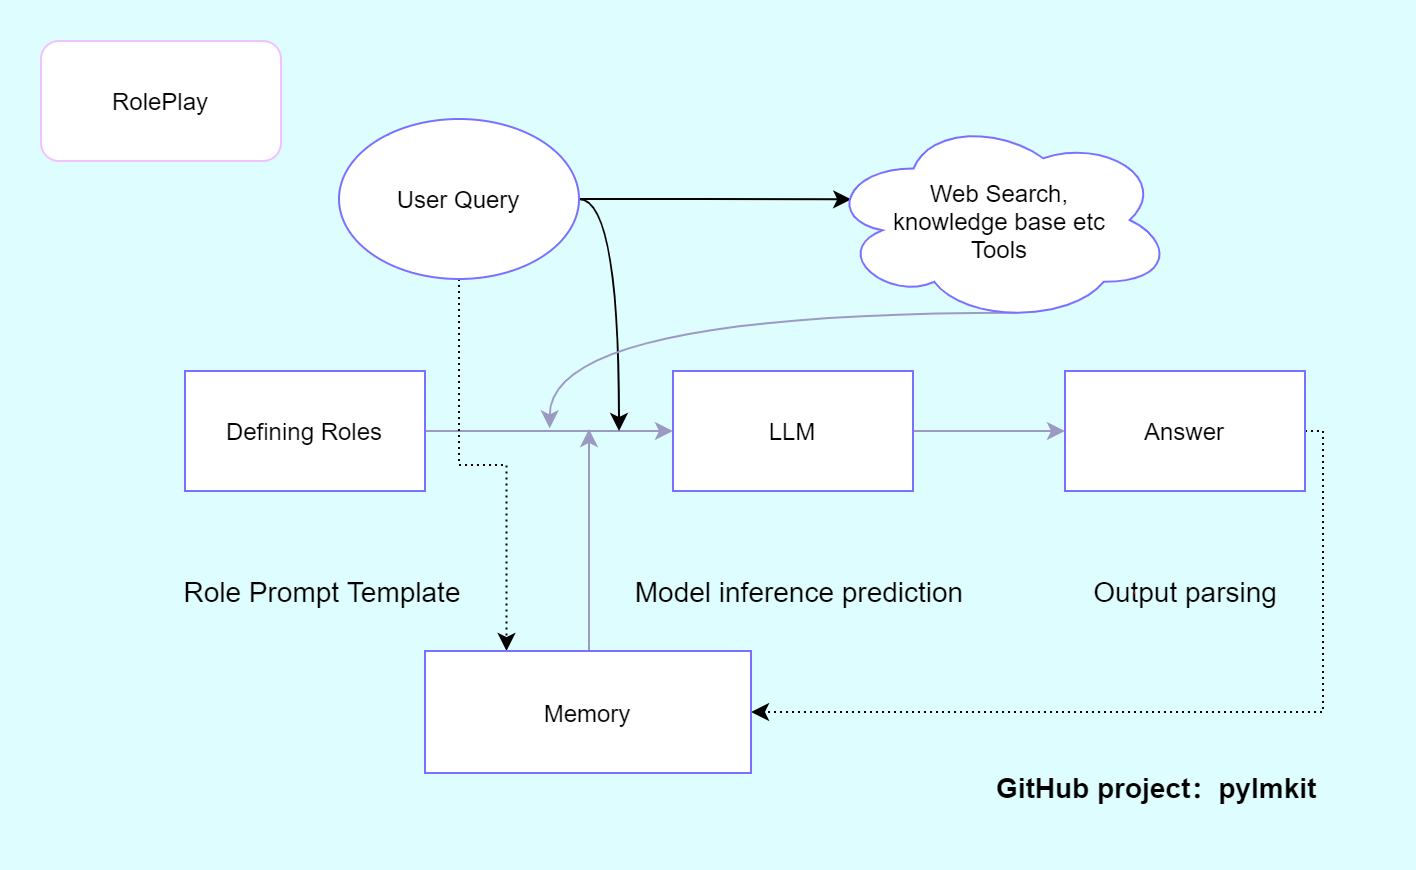 RolePlay
User Query
Web Search,
knowledge base etc
Tools
Defining Roles
LLM
Answer
Role Prompt Template
Model inference prediction
Output parsing
Memory
GitHub project：pylmkit